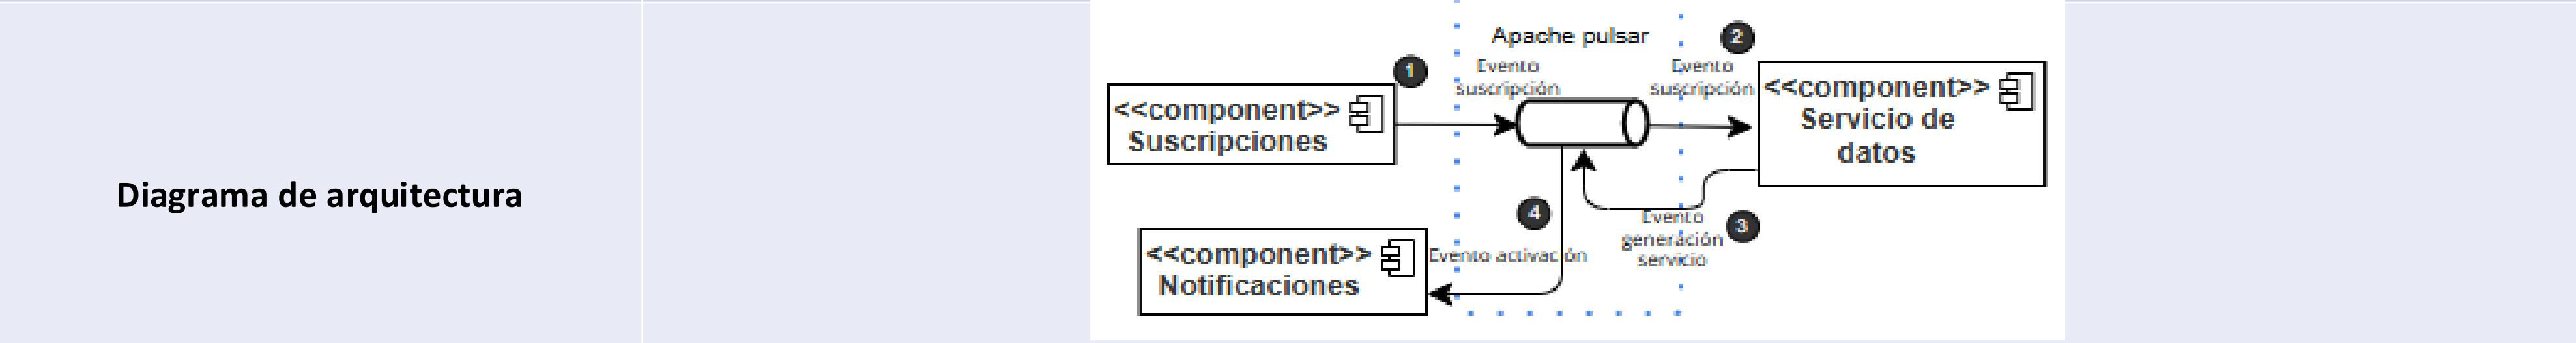 Diagrama de arquitectura
Apache pulsar
1
Evento
suscripción
2
Evento
suscripción
<<component>>
Suscripciones
<<component>>
Servicio de
datos
3
Evento
generación
servicio
4
Evento activación
<<component>>
Notificaciones